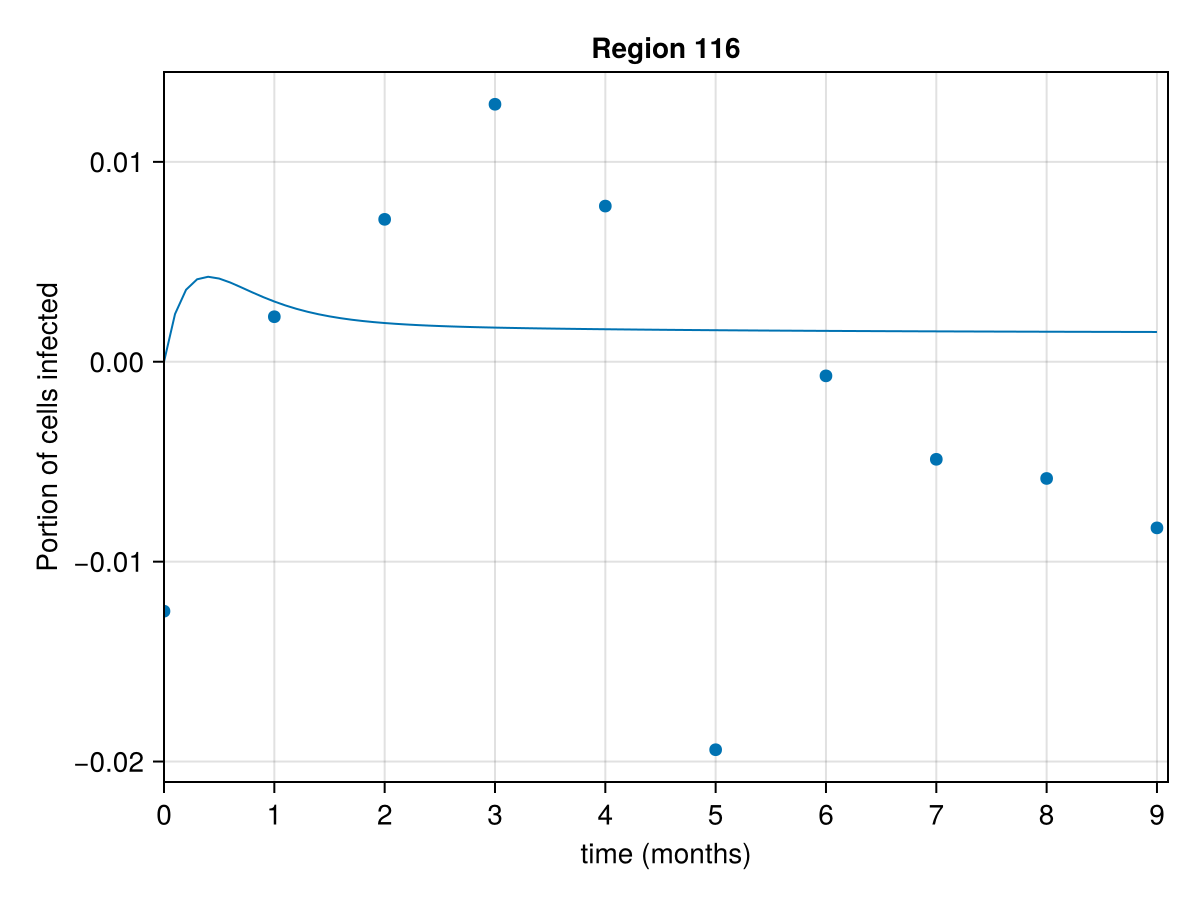 Region 116
Portion of cells infected
0.01
0.00
−0.01
−0.02
0 1 2 3 4 5 6 7 8 9
time (months)